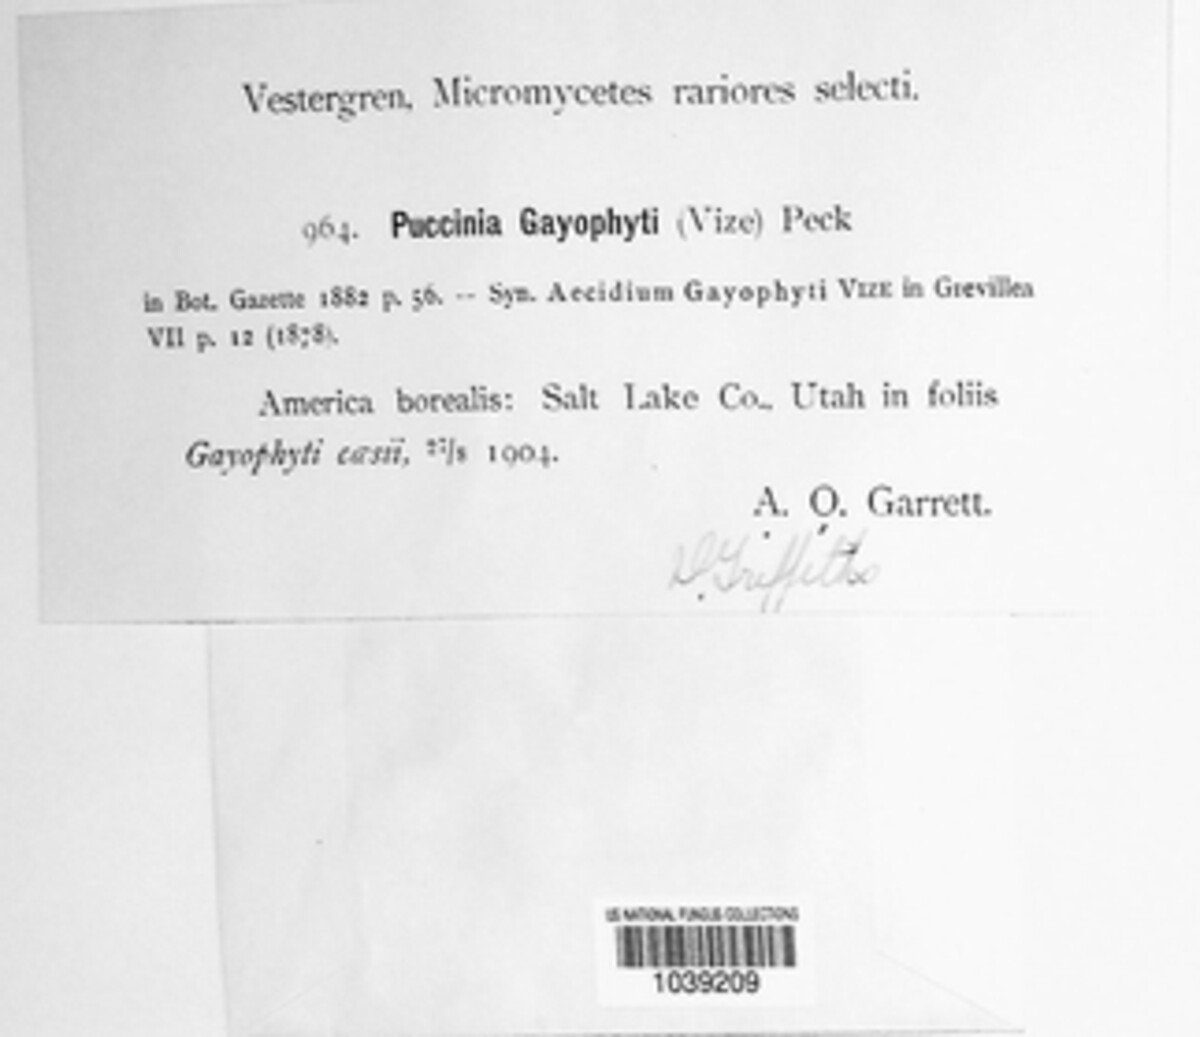 Vestergren, Micromycetes rariores selecti.
964. Puccinia Gayophyti (Vize) Peck
in Bot. Gazette 1882 p. 56. -- Syn. Aecidium Gayophyti VIZE in Grevillea
VII p. 12 (1878).
America borealis: Salt Lake Co., Utah in foliis
Gayophyti cæsii, 1904.
A. O. Garrett.
D. Griffiths
US NATIONAL FUNGUS COLLECTIONS
1039209